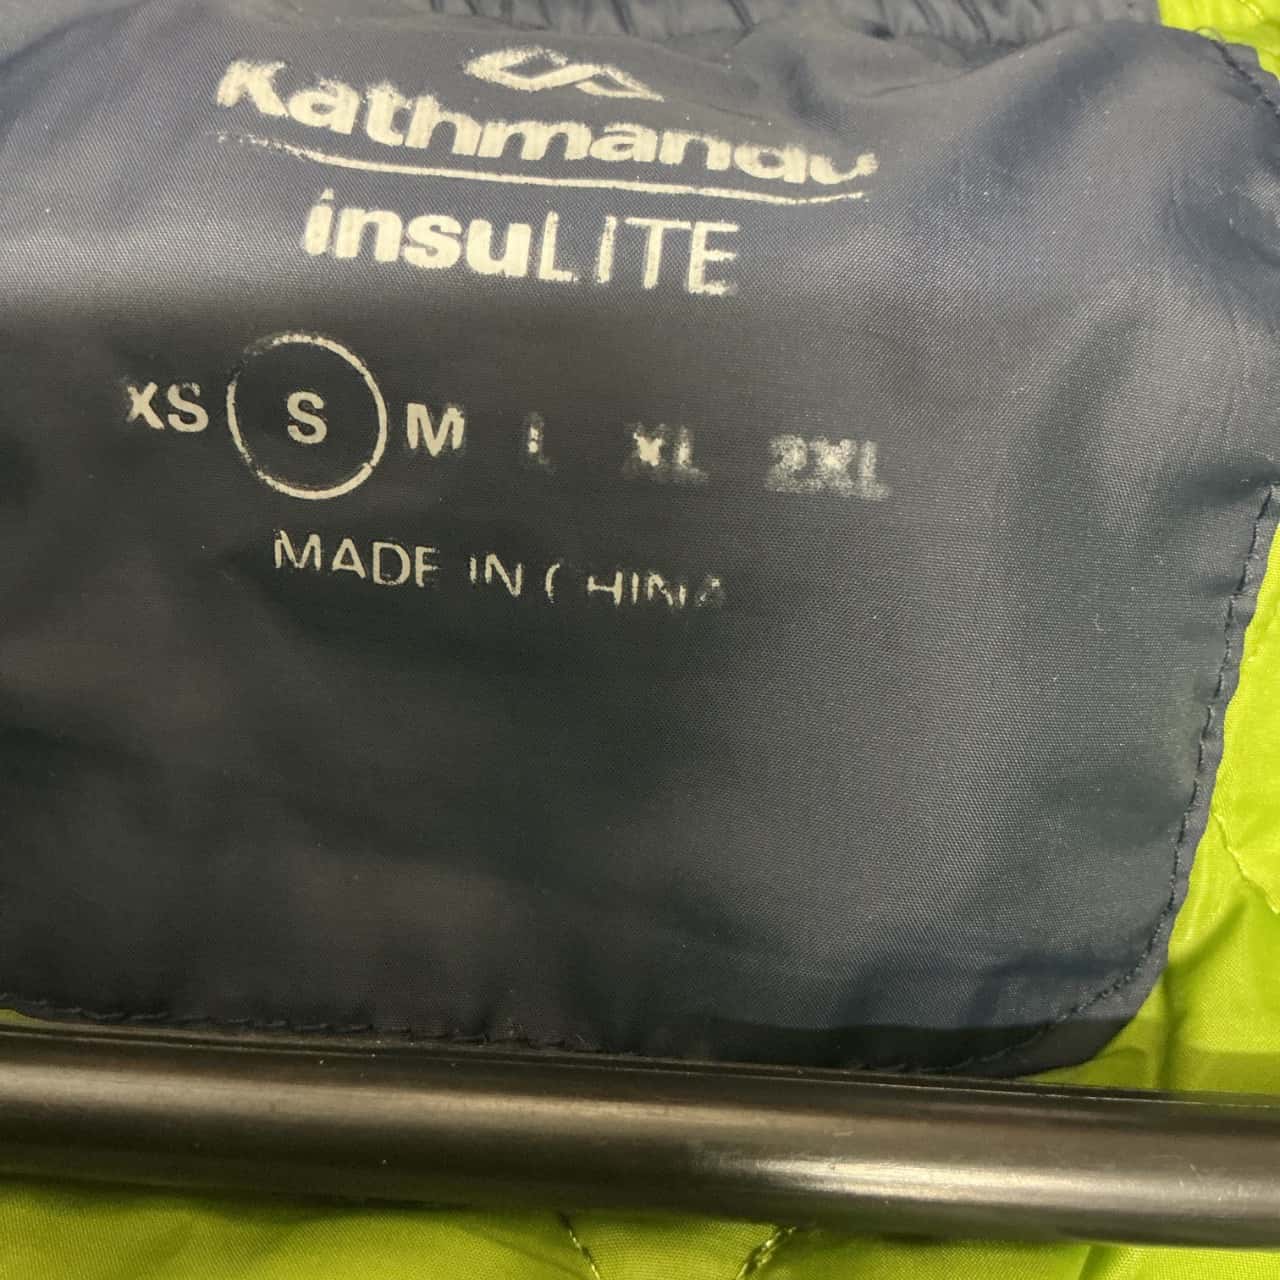 Kathmandu
insuLITE
XS S M L XL 2XL
MADE IN CHINA